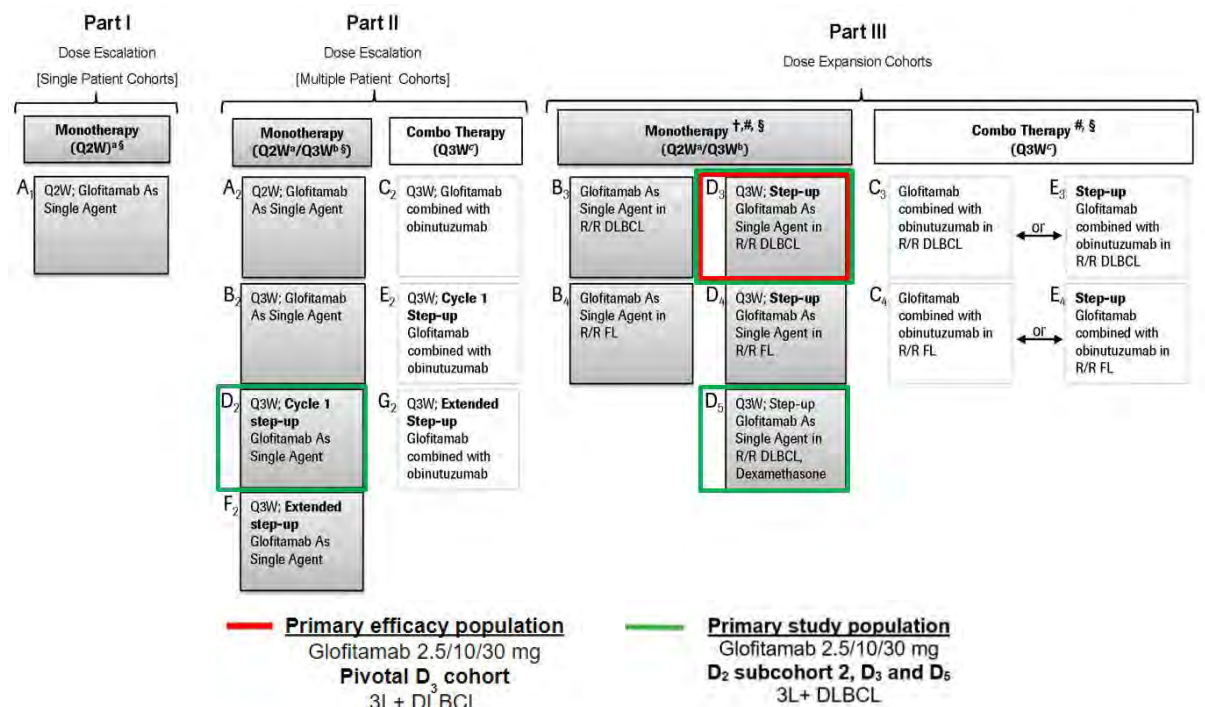 Part I
Dose Escalation
[Single Patient Cohorts]
Monotherapy
(Q2W)a §
A1
Q2W; Glofitamab As
Single Agent
Part II
Dose Escalation
[Multiple Patient Cohorts]
Monotherapy
(Q2Wa/Q3Wb §)
Combo Therapy
(Q3Wc)
A2
Q2W; Glofitamab
As Single Agent
C2
Q3W; Glofitamab
combined with
obinutuzumab
B2
Q3W; Glofitamab
As Single Agent
E2
Q3W; Cycle 1
Step-up
Glofitamab
combined with
obinutuzumab
D2
Q3W; Cycle 1
step-up
Glofitamab As
Single Agent
G2
Q3W; Extended
Step-up
Glofitamab
combined with
obinutuzumab
F2
Q3W; Extended
step-up
Glofitamab As
Single Agent
Part III
Dose Expansion Cohorts
Monotherapy †,#, §
(Q2Wa/Q3Wb)
Combo Therapy #, §
(Q3Wc)
B3
Glofitamab As
Single Agent in
R/R DLBCL
D3
Q3W; Step-up
Glofitamab As
Single Agent in
R/R DLBCL
C3
Glofitamab
combined with
obinutuzumab in
R/R DLBCL
or
E3
Step-up
Glofitamab
combined with
obinutuzumab in
R/R DLBCL
B4
Glofitamab As
Single Agent in
R/R FL
D4
Q3W; Step-up
Glofitamab As
Single Agent in
R/R FL
C4
Glofitamab
combined with
obinutuzumab in
R/R FL
or
E4
Step-up
Glofitamab
combined with
obinutuzumab in
R/R FL
D5
Q3W; Step-up
Glofitamab As
Single Agent in
R/R DLBCL,
Dexamethasone
Primary efficacy population
Glofitamab 2.5/10/30 mg
Pivotal D3 cohort
3L+ DLBCL
Primary study population
Glofitamab 2.5/10/30 mg
D2 subcohort 2, D3 and D5
3L+ DLBCL